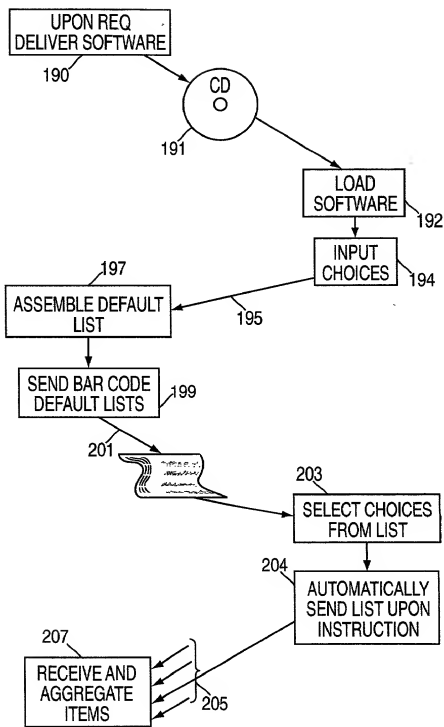 UPON REQ
DELIVER SOFTWARE
190
CD
191
LOAD
SOFTWARE
192
INPUT
CHOICES
194
195
197
ASSEMBLE DEFAULT
LIST
SEND BAR CODE
DEFAULT LISTS
199
201
203
SELECT CHOICES
FROM LIST
204
AUTOMATICALLY
SEND LIST UPON
INSTRUCTION
207
RECEIVE AND
AGGREGATE
ITEMS
205